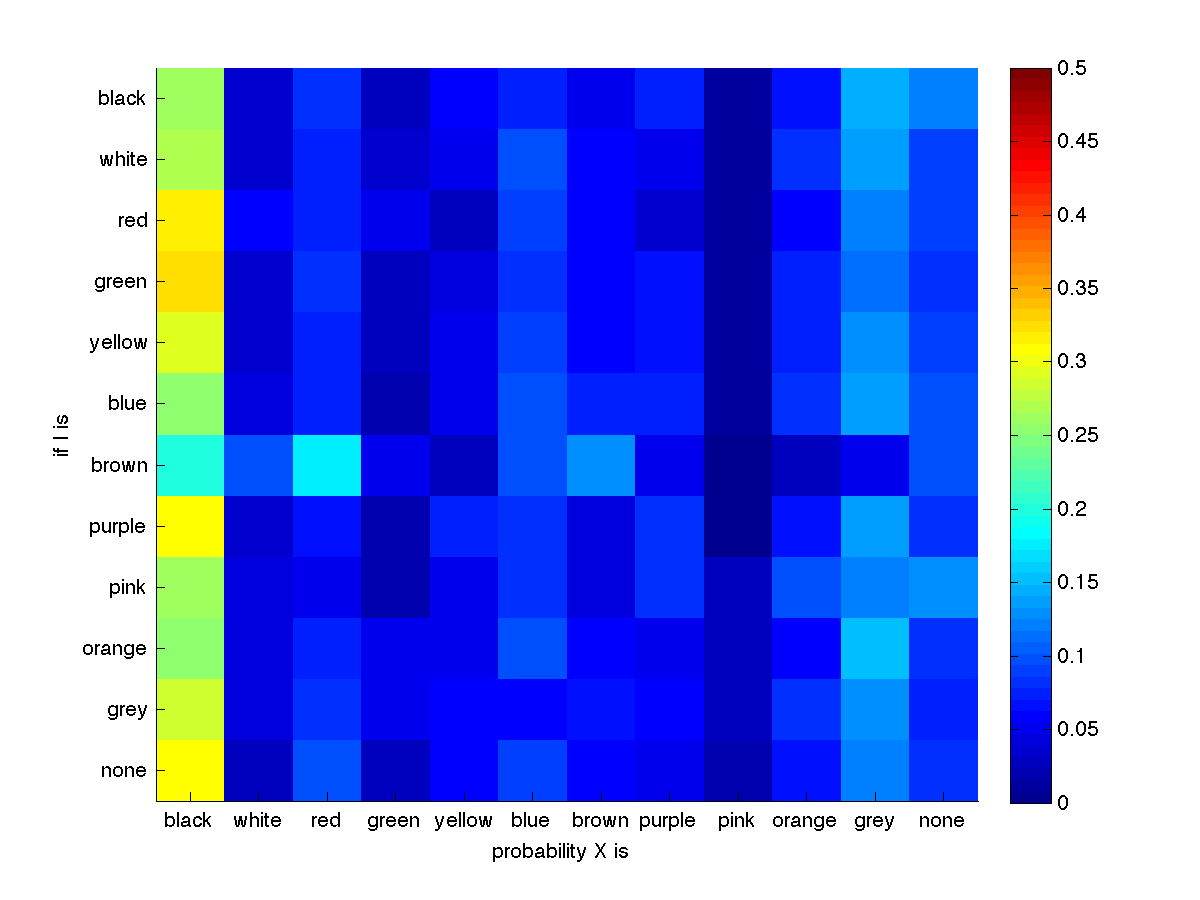 black
white
red
green
yellow
blue
brown
purple
pink
orange
grey
none
if I is
black white red green yellow blue brown purple pink orange grey none
probability X is
0.5
0.45
0.4
0.35
0.3
0.25
0.2
0.15
0.1
0.05
0